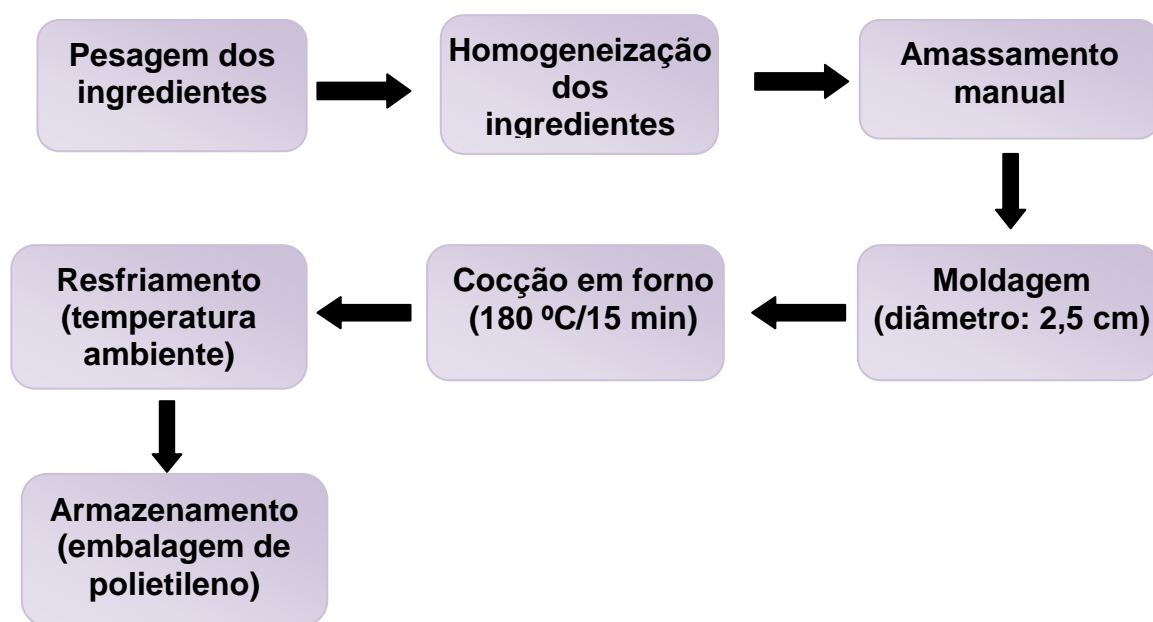 Pesagem dos
ingredientes
Homogeneização
dos
ingredientes
Amassamento
manual
Moldagem
(diâmetro: 2,5 cm)
Cocção em forno
(180 ºC/15 min)
Resfriamento
(temperatura
ambiente)
Armazenamento
(embalagem de
polietileno)